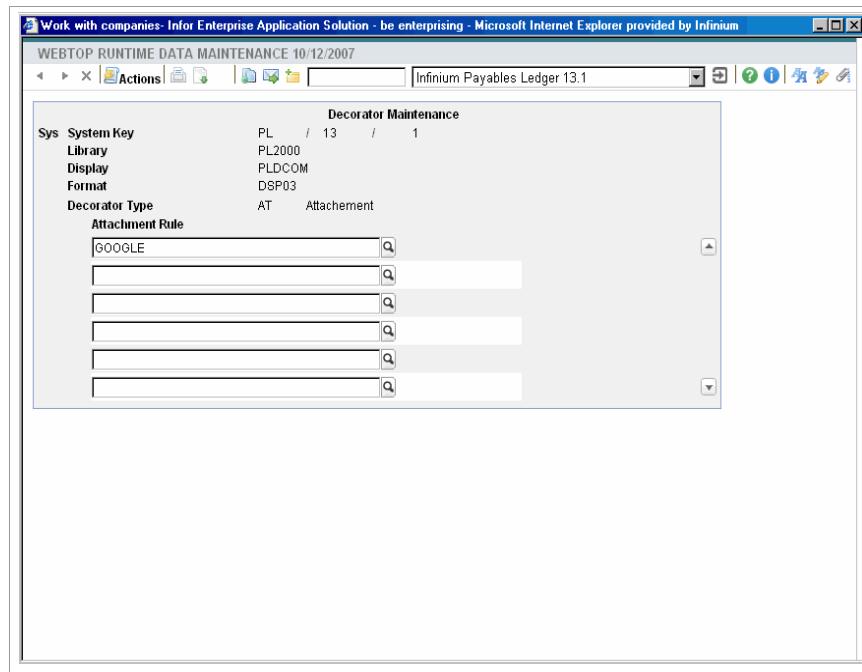 Work with companies- Infor Enterprise Application Solution - be enterprising - Microsoft Internet Explorer provided by Infinium
WEBTOP RUNTIME DATA MAINTENANCE 10/12/2007
Actions Infinium Payables Ledger 13.1
Decorator Maintenance
Sys System Key PL / 13 / 1
Library PL2000
Display PLDCOM
Format DSP03
Decorator Type AT Attachement
Attachment Rule
GOOGLE